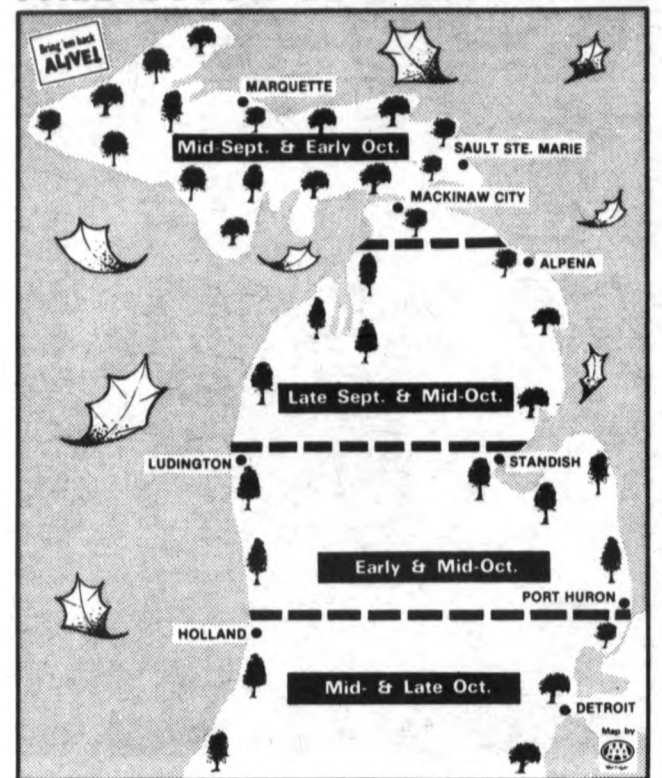 Bring 'em back
ALIVE!
MARQUETTE
Mid-Sept. & Early Oct.
SAULT STE. MARIE
MACKINAW CITY
ALPENA
Late Sept. & Mid-Oct.
LUDINGTON
STANDISH
Early & Mid-Oct.
PORT HURON
HOLLAND
Mid- & Late Oct.
DETROIT
Map by
Michigan